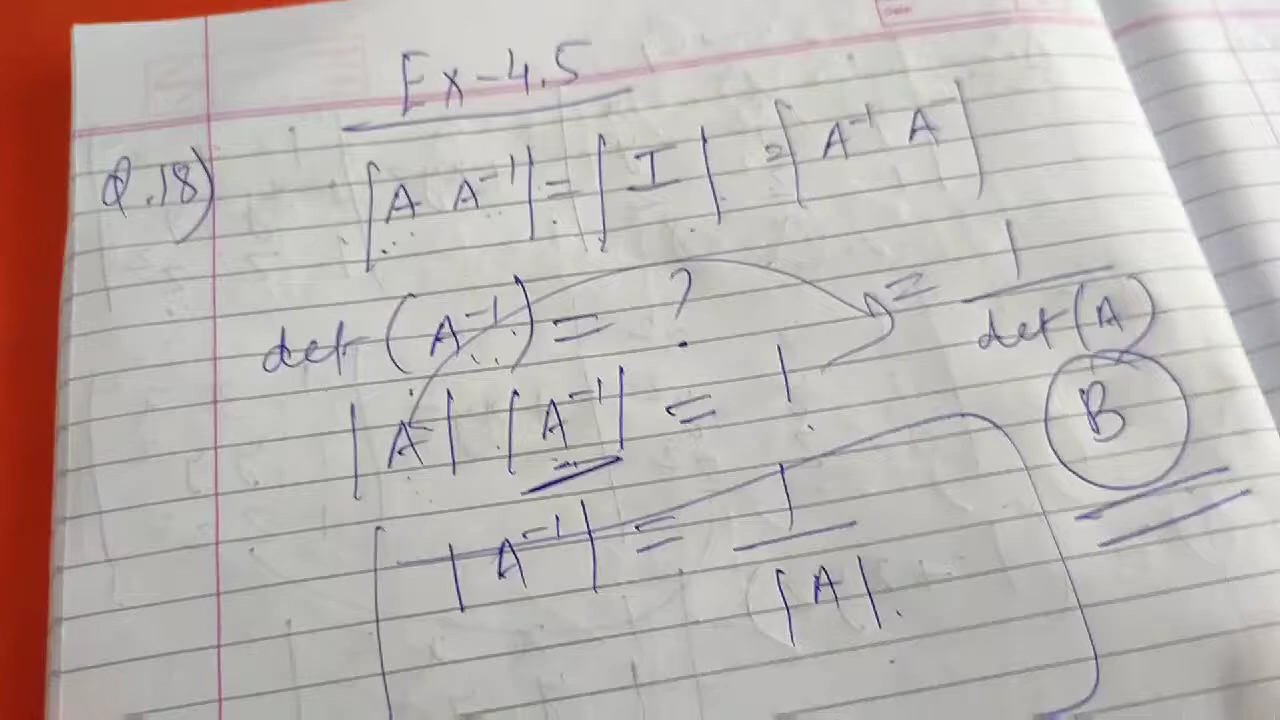 Ex-4.5
Q.18) |A A⁻¹| = |I| = |A⁻¹ A|
det(A⁻¹) = ? = 1/det(A)
|A| . |A⁻¹| = 1
B
|A⁻¹| = 1/|A|.